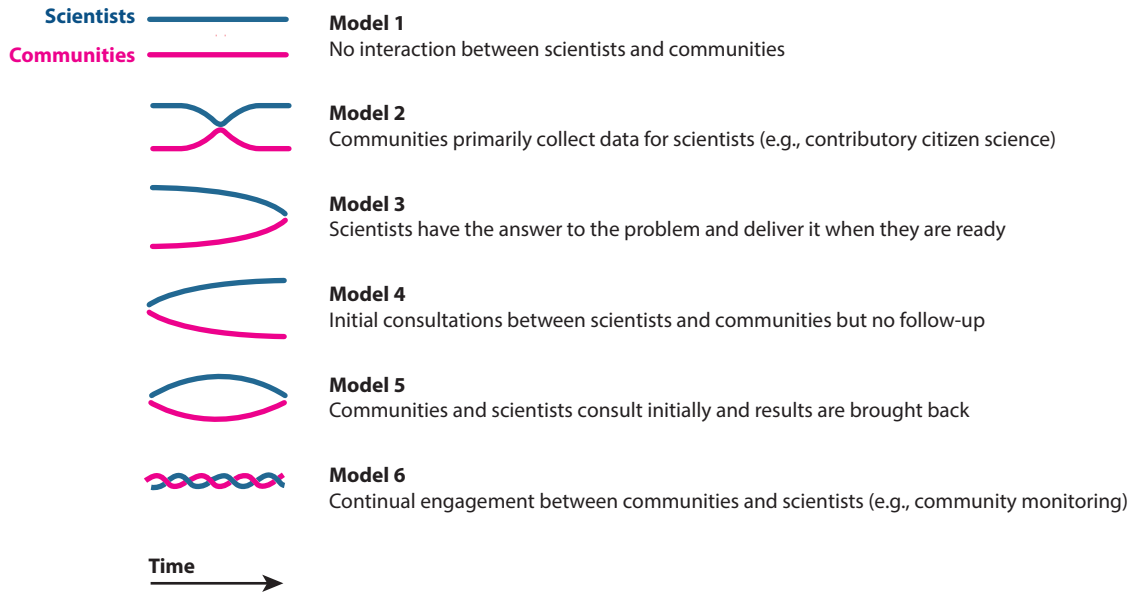 Scientists
Communities
Model 1
No interaction between scientists and communities
Model 2
Communities primarily collect data for scientists (e.g., contributory citizen science)
Model 3
Scientists have the answer to the problem and deliver it when they are ready
Model 4
Initial consultations between scientists and communities but no follow-up
Model 5
Communities and scientists consult initially and results are brought back
Model 6
Continual engagement between communities and scientists (e.g., community monitoring)
Time